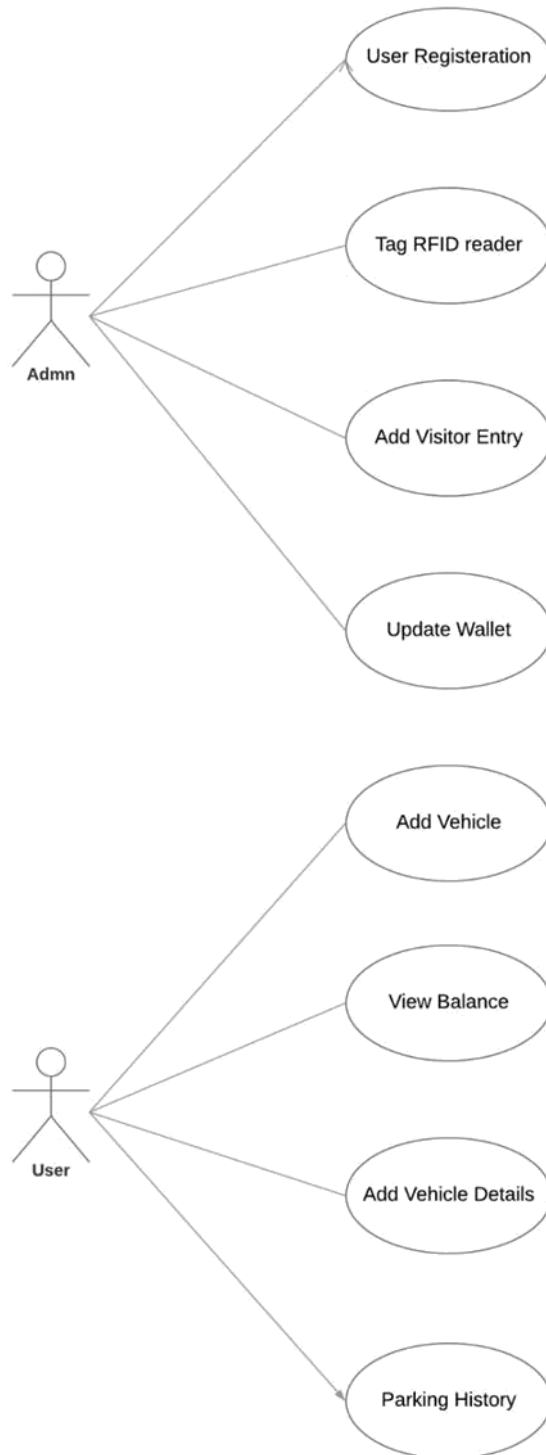 User Registeration
Tag RFID reader
Admn
Add Visitor Entry
Update Wallet
Add Vehicle
View Balance
User
Add Vehicle Details
Parking History